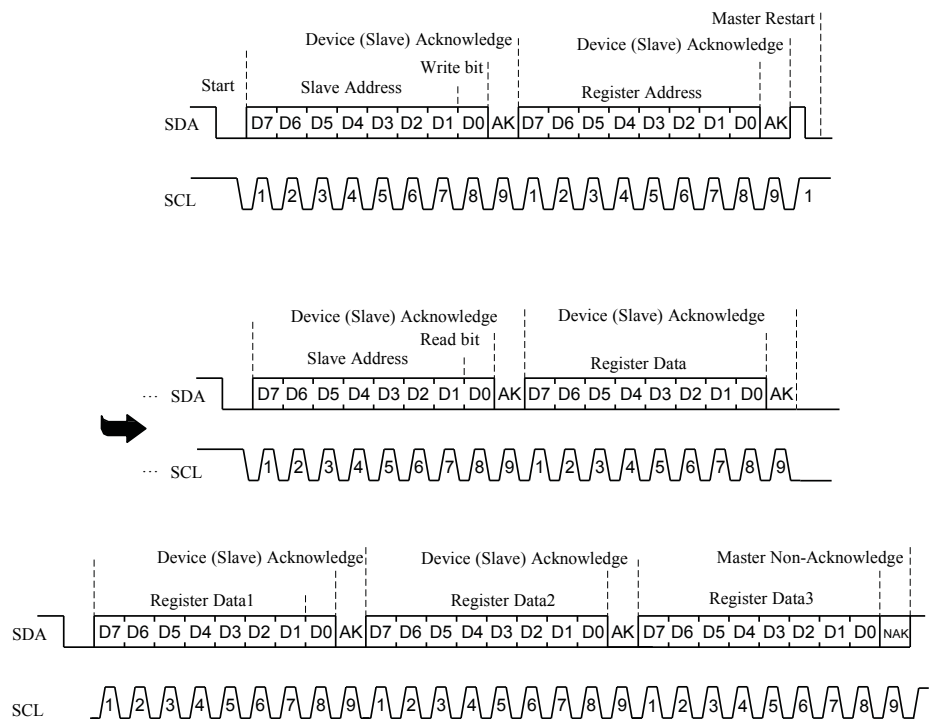 Master Restart
Device (Slave) Acknowledge Device (Slave) Acknowledge
Write bit
Start Slave Address Register Address
SDA D7 D6 D5 D4 D3 D2 D1 D0 AK D7 D6 D5 D4 D3 D2 D1 D0 AK
SCL 1 2 3 4 5 6 7 8 9 1 2 3 4 5 6 7 8 9 1
Device (Slave) Acknowledge Device (Slave) Acknowledge
Read bit
Slave Address Register Data
... SDA D7 D6 D5 D4 D3 D2 D1 D0 AK D7 D6 D5 D4 D3 D2 D1 D0 AK
... SCL 1 2 3 4 5 6 7 8 9 1 2 3 4 5 6 7 8 9
Device (Slave) Acknowledge Device (Slave) Acknowledge Master Non-Acknowledge
Register Data1 Register Data2 Register Data3
SDA D7 D6 D5 D4 D3 D2 D1 D0 AK D7 D6 D5 D4 D3 D2 D1 D0 AK D7 D6 D5 D4 D3 D2 D1 D0 NAK
SCL 1 2 3 4 5 6 7 8 9 1 2 3 4 5 6 7 8 9 1 2 3 4 5 6 7 8 9